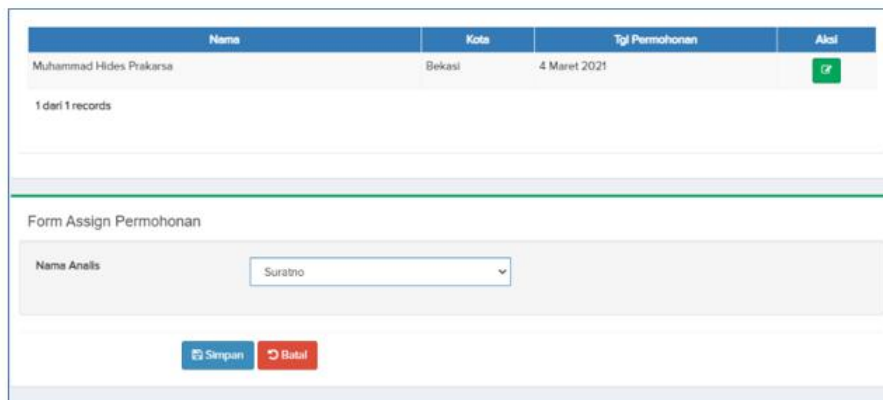 Nama Kota Tgl Permohonan Aksi
Muhammad Hides Prakarsa Bekasi 4 Maret 2021
1 dari 1 records
Form Assign Permohonan
Nama Analis Suratno
Simpan Batal